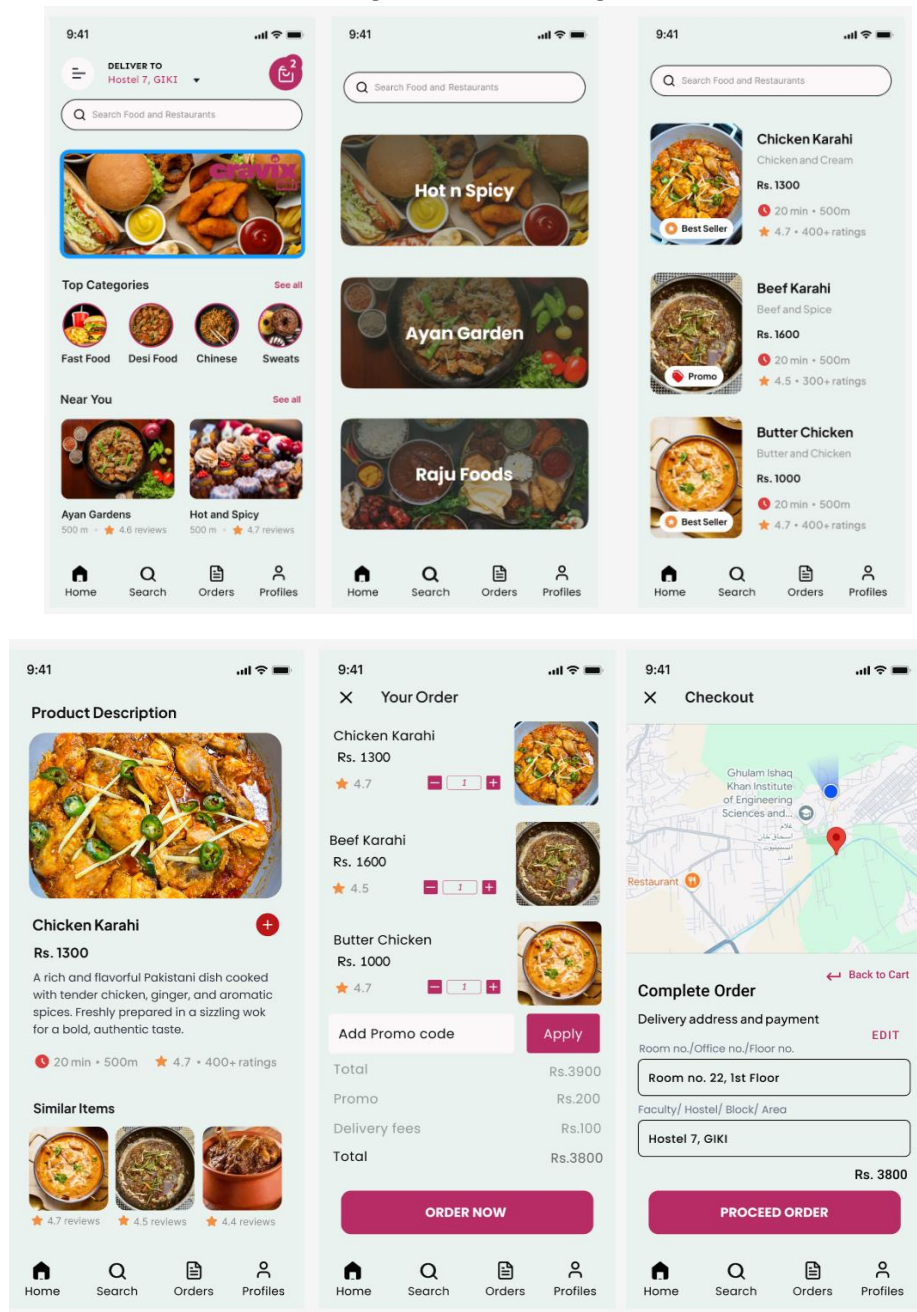 9:41
DELIVER TO
Hostel 7, GIKI
2
Search Food and Restaurants
cravix
Top Categories
See all
Fast Food
Desi Food
Chinese
Sweats
Near You
See all
Ayan Gardens
500 m
4.6 reviews
Hot and Spicy
500 m
4.7 reviews
Home
Search
Orders
Profiles
9:41
Search Food and Restaurants
Hot n Spicy
Ayan Garden
Raju Foods
Home
Search
Orders
Profiles
9:41
Search Food and Restaurants
Chicken Karahi
Chicken and Cream
Rs. 1300
20 min • 500m
4.7 • 400+ ratings
Best Seller
Beef Karahi
Beef and Spice
Rs. 1600
20 min • 500m
4.5 • 300+ ratings
Promo
Butter Chicken
Butter and Chicken
Rs. 1000
20 min • 500m
4.7 • 400+ ratings
Best Seller
Home
Search
Orders
Profiles
9:41
Product Description
Chicken Karahi
Rs. 1300
A rich and flavorful Pakistani dish cooked
with tender chicken, ginger, and aromatic
spices. Freshly prepared in a sizzling wok
for a bold, authentic taste.
20 min • 500m
4.7 • 400+ ratings
Similar Items
4.7 reviews
4.5 reviews
4.4 reviews
Home
Search
Orders
Profiles
9:41
Your Order
Chicken Karahi
Rs. 1300
4.7
1
Beef Karahi
Rs. 1600
4.5
1
Butter Chicken
Rs. 1000
4.7
1
Add Promo code
Apply
Total
Rs.3900
Promo
Rs.200
Delivery fees
Rs.100
Total
Rs.3800
ORDER NOW
Home
Search
Orders
Profiles
9:41
Checkout
Ghulam Ishaq
Khan Institute
of Engineering
Sciences and...
Restaurant
Back to Cart
Complete Order
Delivery address and payment
EDIT
Room no./Office no./Floor no.
Room no. 22, 1st Floor
Faculty/ Hostel/ Block/ Area
Hostel 7, GIKI
Rs. 3800
PROCEED ORDER
Home
Search
Orders
Profiles